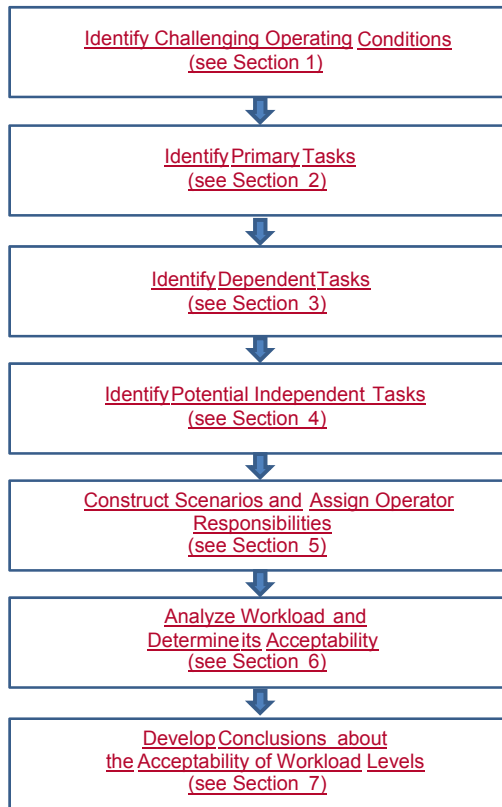 Identify Challenging Operating Conditions
(see Section 1)
Identify Primary Tasks
(see Section 2)
Identify Dependent Tasks
(see Section 3)
Identify Potential Independent Tasks
(see Section 4)
Construct Scenarios and Assign Operator
Responsibilities
(see Section 5)
Analyze Workload and
Determine its Acceptability
(see Section 6)
Develop Conclusions about
the Acceptability of Workload Levels
(see Section 7)